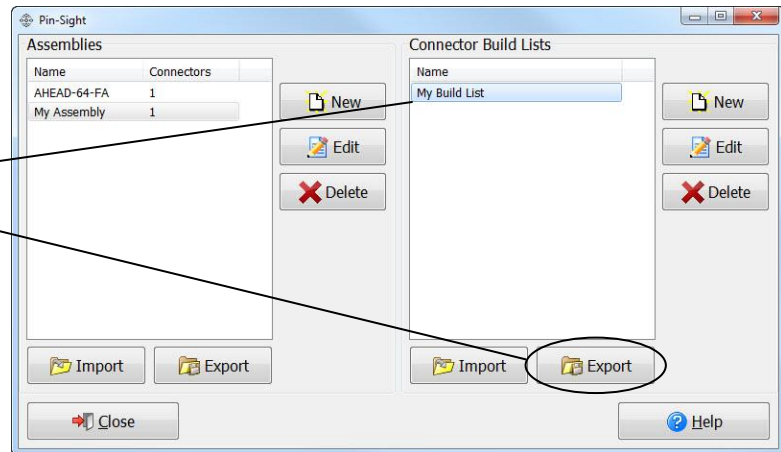 Pin-Sight
Assemblies
Name Connectors
AHEAD-64-FA 1
My Assembly 1
New
Edit
Delete
Import Export
Connector Build Lists
Name
My Build List
New
Edit
Delete
Import Export
Close
Help